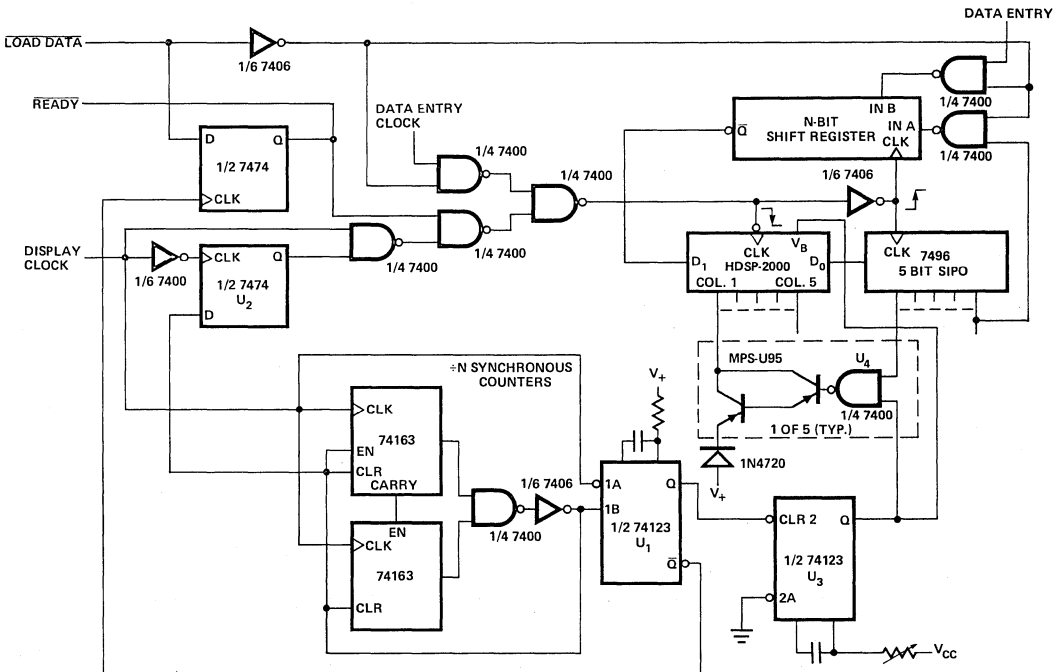 DATA ENTRY
LOAD DATA
1/6 7406
READY
DATA ENTRY
CLOCK
1/4 7400
1/4 7400
1/4 7400
D
Q
1/2 7474
CLK
IN B
N-BIT
SHIFT REGISTER
IN A
Q
CLK
1/4 7400
1/4 7400
1/6 7406
DISPLAY
CLOCK
1/6 7400
CLK
Q
1/2 7474
U2
D
1/4 7400
CLK
VB
D1
HDSP-2000
D0
COL. 1
COL. 5
CLK
7496
5 BIT SIPO
÷N SYNCHRONOUS
COUNTERS
MPS-U95
U4
1/4 7400
1 OF 5 (TYP.)
1N4720
V+
V+
CLK
74163
EN
CLR
CARRY
EN
CLK
74163
CLR
1/4 7400
1/6 7406
1A
Q
1B
1/2 74123
U1
Q
CLR 2
Q
1/2 74123
U3
2A
VCC